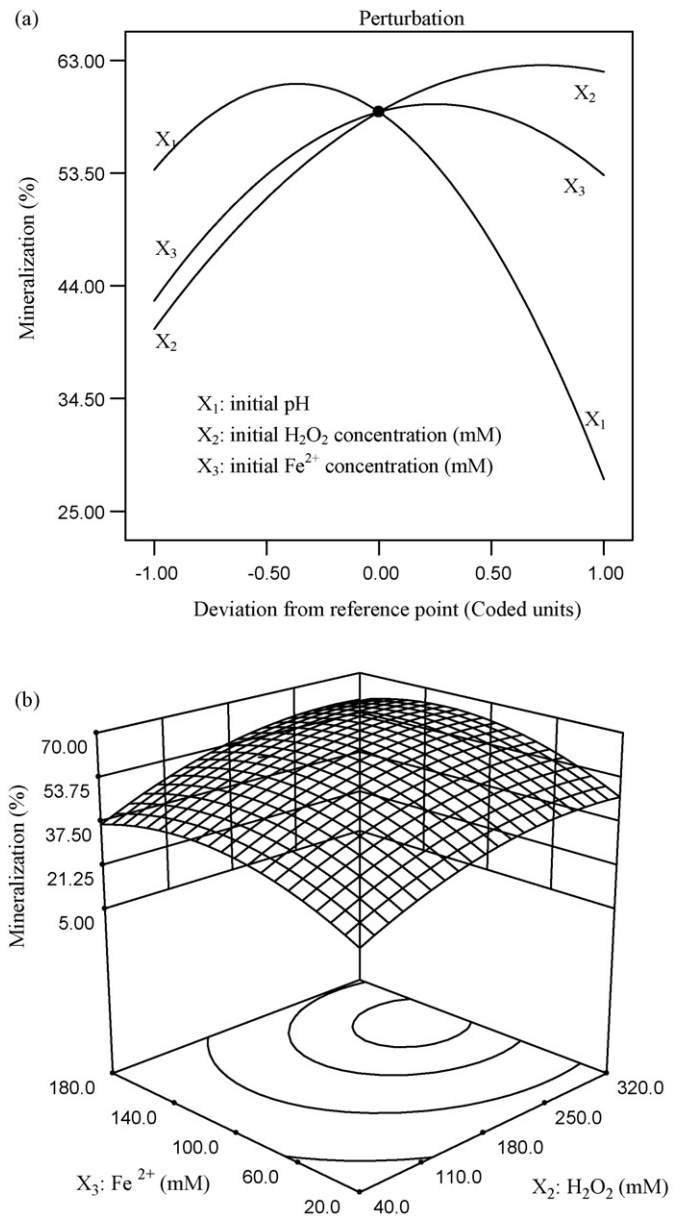 (a)
Perturbation
63.00
53.50
44.00
34.50
25.00
Mineralization (%)
X₁
X₃
X₂
X₂
X₃
X₁
X₁: initial pH
X₂: initial H₂O₂ concentration (mM)
X₃: initial Fe²⁺ concentration (mM)
-1.00 -0.50 0.00 0.50 1.00
Deviation from reference point (Coded units)
(b)
70.00
53.75
37.50
21.25
5.00
Mineralization (%)
180.0
140.0
100.0
60.0
20.0
X₃: Fe ²⁺ (mM)
40.0
110.0
180.0
250.0
320.0
X₂: H₂O₂ (mM)